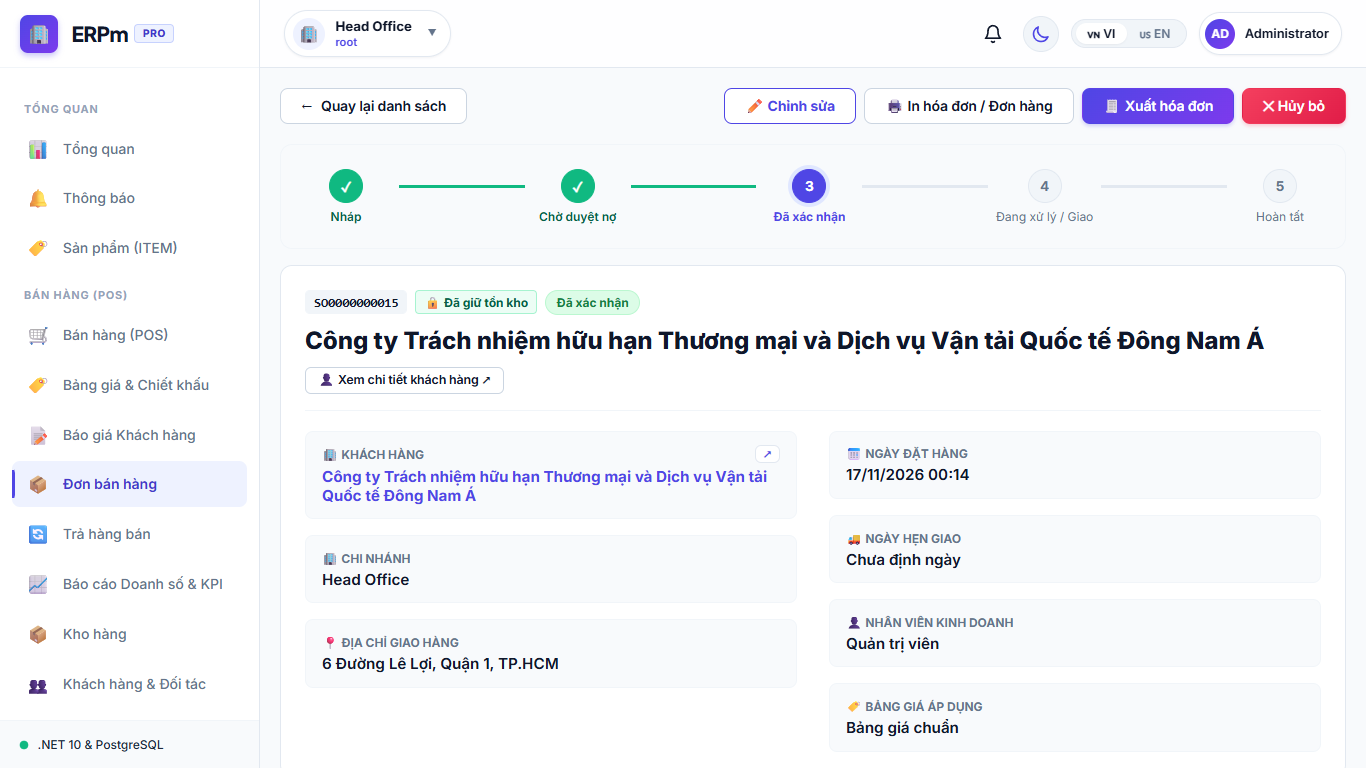 ERPm PRO
Head Office
root
VN VI
US EN
AD
Administrator
TỔNG QUAN
Tổng quan
Thông báo
Sản phẩm (ITEM)
BÁN HÀNG (POS)
Bán hàng (POS)
Bảng giá & Chiết khấu
Báo giá Khách hàng
Đơn bán hàng
Trả hàng bán
Báo cáo Doanh số & KPI
Kho hàng
Khách hàng & Đối tác
.NET 10 & PostgreSQL
← Quay lại danh sách
Chỉnh sửa
In hóa đơn / Đơn hàng
Xuất hóa đơn
Hủy bỏ
Nháp
Chờ duyệt nợ
3
Đã xác nhận
4
Đang xử lý / Giao
5
Hoàn tất
SO0000000015
Đã giữ tồn kho
Đã xác nhận
Công ty Trách nhiệm hữu hạn Thương mại và Dịch vụ Vận tải Quốc tế Đông Nam Á
Xem chi tiết khách hàng ↗
KHÁCH HÀNG
↗
Công ty Trách nhiệm hữu hạn Thương mại và Dịch vụ Vận tải
Quốc tế Đông Nam Á
CHI NHÁNH
Head Office
ĐỊA CHỈ GIAO HÀNG
6 Đường Lê Lợi, Quận 1, TP.HCM
NGÀY ĐẶT HÀNG
17/11/2026 00:14
NGÀY HẸN GIAO
Chưa định ngày
NHÂN VIÊN KINH DOANH
Quản trị viên
BẢNG GIÁ ÁP DỤNG
Bảng giá chuẩn